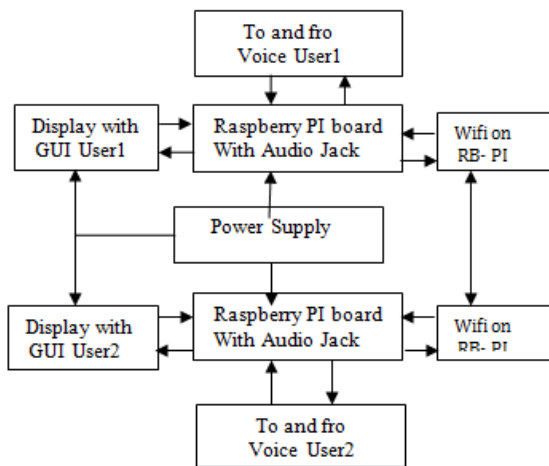 To and fro
Voice User1
Display with
GUI User1
Raspberry PI board
With Audio Jack
Wifi on
RB- PI
Power Supply
Display with
GUI User2
Raspberry PI board
With Audio Jack
Wifi on
RB- PI
To and fro
Voice User2